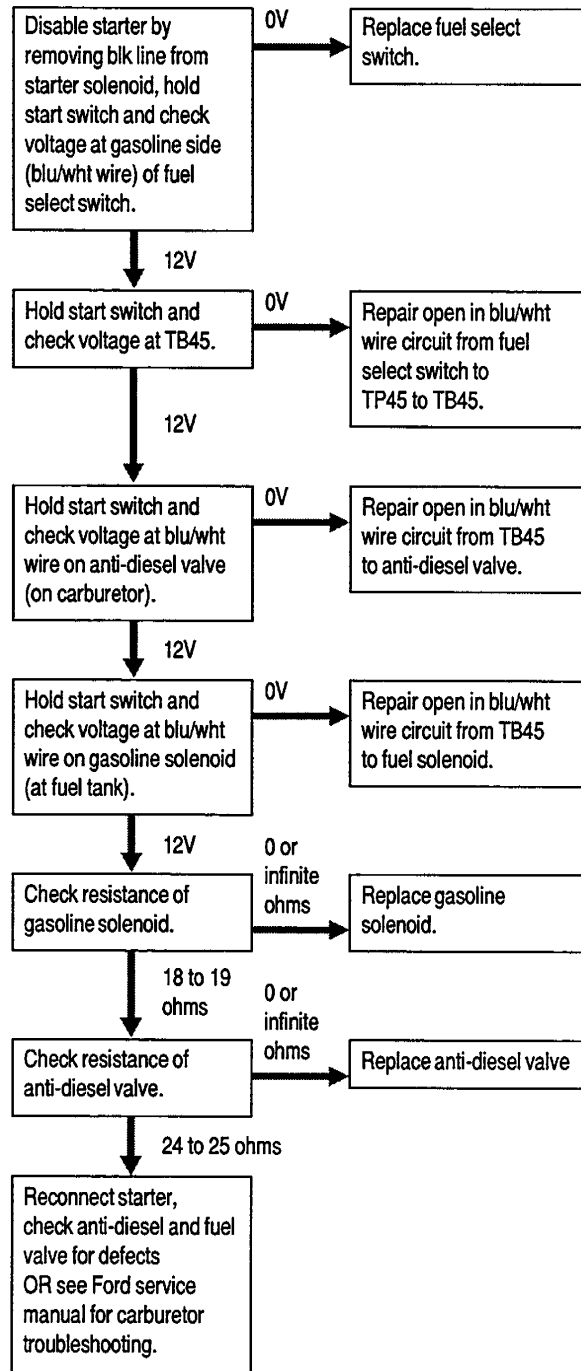 Disable starter by
removing blk line from
starter solenoid, hold
start switch and check
voltage at gasoline side
(blu/wht wire) of fuel
select switch.
0V
Replace fuel select
switch.
12V
Hold start switch and
check voltage at TB45.
0V
Repair open in blu/wht
wire circuit from fuel
select switch to
TP45 to TB45.
12V
Hold start switch and
check voltage at blu/wht
wire on anti-diesel valve
(on carburetor).
0V
Repair open in blu/wht
wire circuit from TB45
to anti-diesel valve.
12V
Hold start switch and
check voltage at blu/wht
wire on gasoline solenoid
(at fuel tank).
0V
Repair open in blu/wht
wire circuit from TB45
to fuel solenoid.
12V
Check resistance of
gasoline solenoid.
0 or
infinite
ohms
Replace gasoline
solenoid.
18 to 19
ohms
Check resistance of
anti-diesel valve.
0 or
infinite
ohms
Replace anti-diesel valve
24 to 25 ohms
Reconnect starter,
check anti-diesel and fuel
valve for defects
OR see Ford service
manual for carburetor
troubleshooting.